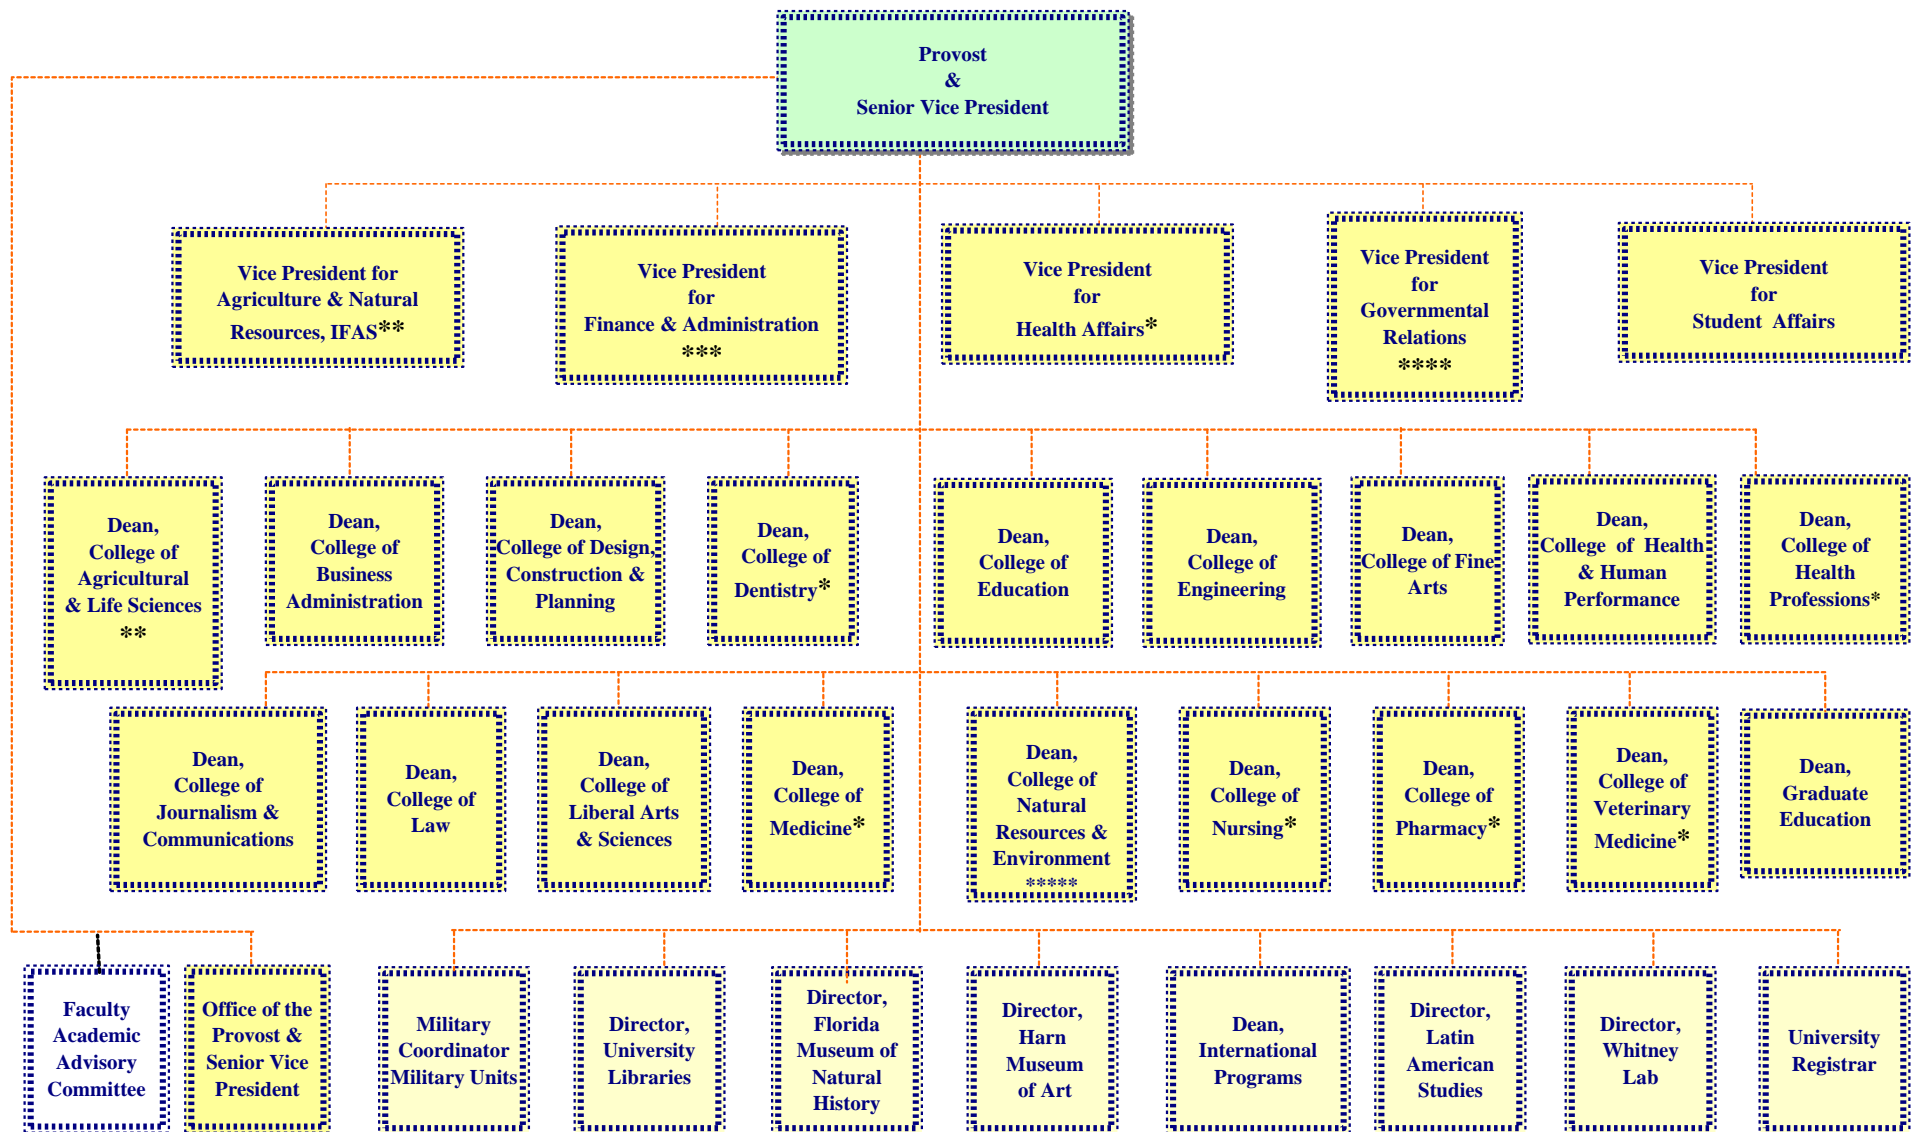 Provost
&
Senior Vice President
Vice President for
Agriculture & Natural
Resources, IFAS**
Vice President
for
Finance & Administration
***
Vice President
for
Health Affairs*
Vice President
for
Governmental
Relations
****
Vice President
for
Student Affairs
Dean,
College of
Agricultural
& Life Sciences
**
Dean,
College of
Business
Administration
Dean,
College of Design,
Construction &
Planning
Dean,
College of
Dentistry*
Dean,
College of
Education
Dean,
College of
Engineering
Dean,
College of Fine
Arts
Dean,
College of Health
& Human
Performance
Dean,
College of
Health
Professions*
Dean,
College of
Journalism &
Communications
Dean,
College of
Law
Dean,
College of
Liberal Arts
& Sciences
Dean,
College of
Medicine*
Dean,
College of
Natural
Resources &
Environment
*****
Dean,
College of
Nursing*
Dean,
College of
Pharmacy*
Dean,
College of
Veterinary
Medicine*
Dean,
Graduate
Education
Faculty
Academic
Advisory
Committee
Office of the
Provost &
Senior Vice
President
Military
Coordinator
Military Units
Director,
University
Libraries
Director,
Florida
Museum of
Natural
History
Director,
Harn
Museum
of Art
Dean,
International
Programs
Director,
Latin
American
Studies
Director,
Whitney
Lab
University
Registrar